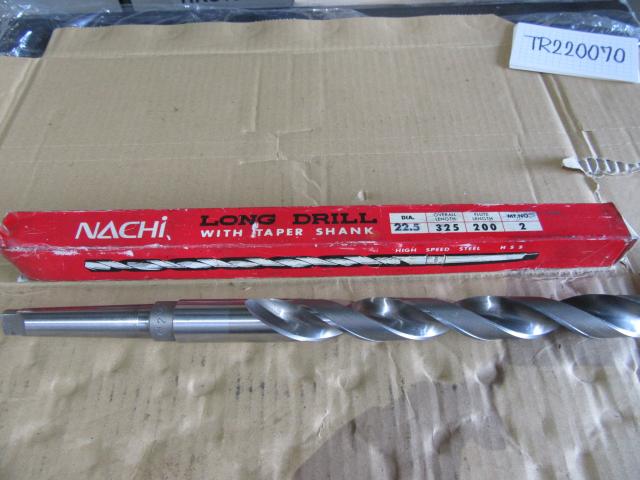 TR220070
NACHi
LONG DRILL
WITH TAPER SHANK
DIA. OVERALL LENGTH FLUTE LENGTH MT.NO.
22.5 325 200 2
HIGH SPEED STEEL HSS